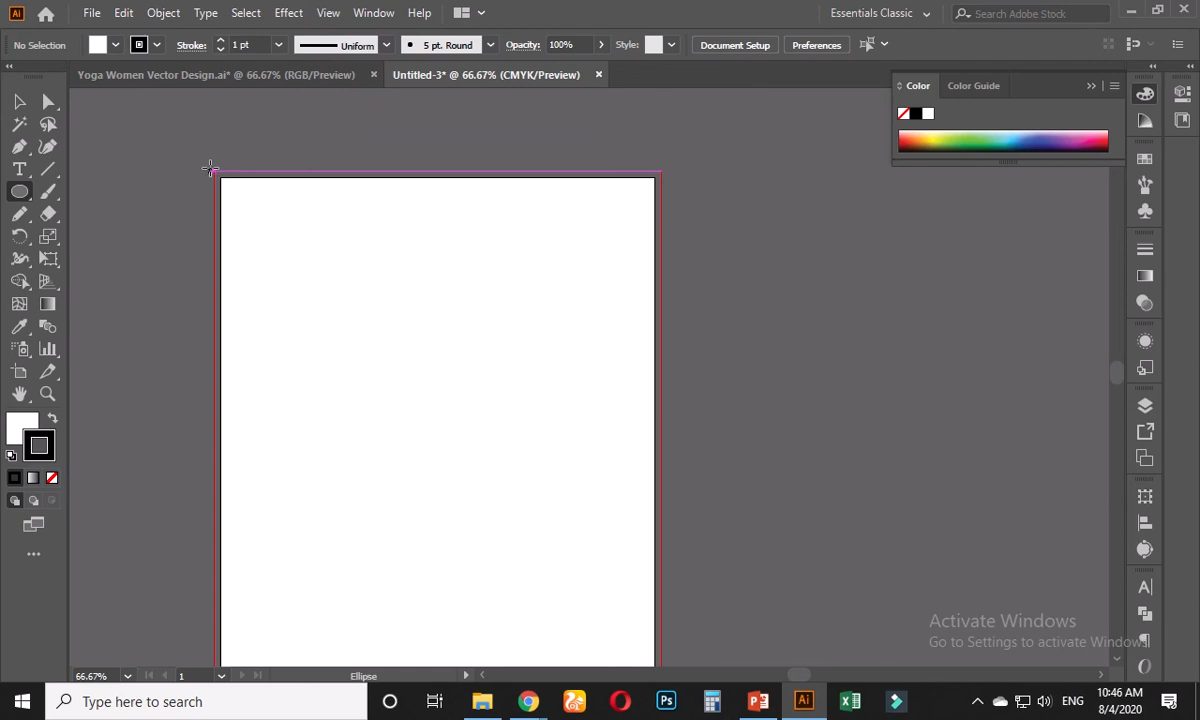 Ai File Edit Object Type Select Effect View Window Help Essentials Classic Search Adobe Stock
No Selection Stroke: 1 pt Uniform 5 pt. Round Opacity: 100% Style: Document Setup Preferences
Yoga Women Vector Design.ai* @ 66.67% (RGB/Preview) × Untitled-3* @ 66.67% (CMYK/Preview) ×
Color Color Guide
Activate Windows
Go to Settings to activate Windows.
66.67% 1 Ellipse
Type here to search Ps Ai ENG 10:46 AM
8/4/2020